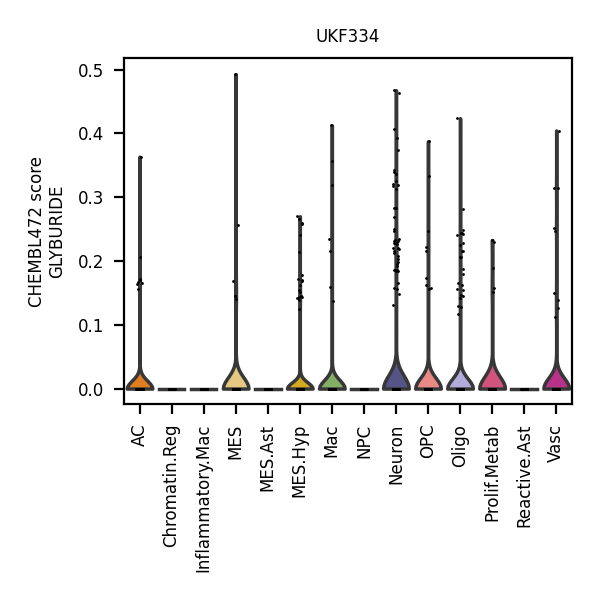 UKF334
CHEMBL472 score
GLYBURIDE
0.5
0.4
0.3
0.2
0.1
0.0
AC
Chromatin.Reg
Inflammatory.Mac
MES
MES.Ast
MES.Hyp
Mac
NPC
Neuron
OPC
Oligo
Prolif.Metab
Reactive.Ast
Vasc